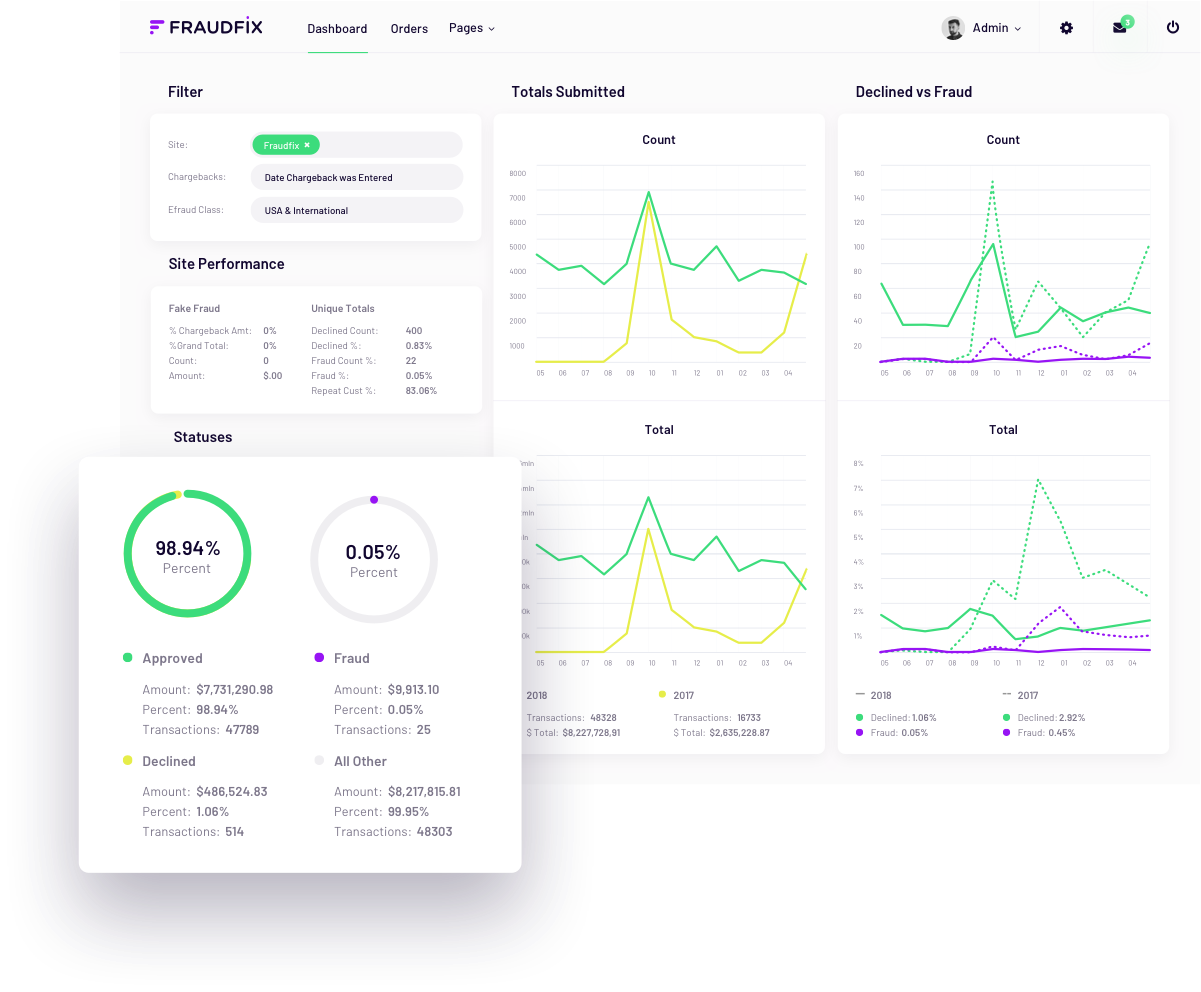 FRAUDFIX
Dashboard Orders Pages
Admin
3
Filter
Site: Fraudfix ×
Chargebacks: Date Chargeback was Entered
Efraud Class: USA & International
Site Performance
Fake Fraud Unique Totals
% Chargeback Amt: 0% Declined Count: 400
%Grand Total: 0% Declined %: 0.83%
Count: 0 Fraud Count %: 22
Amount: $.00 Fraud %: 0.05%
Repeat Cust %: 83.06%
Statuses
98.94%
Percent
0.05%
Percent
Approved
Amount: $7,731,290.98
Percent: 98.94%
Transactions: 47789
Fraud
Amount: $9,913.10
Percent: 0.05%
Transactions: 25
Declined
Amount: $486,524.83
Percent: 1.06%
Transactions: 514
All Other
Amount: $8,217,815.81
Percent: 99.95%
Transactions: 48303
Totals Submitted
Count
8000
7000
6000
5000
4000
3000
2000
1000
05 06 07 08 09 10 11 12 01 02 03 04
Total
05 06 07 08 09 10 11 12 01 02 03 04
2018
Transactions: 48328
$ Total: $8,227,728,91
2017
Transactions: 16733
$ Total: $2,635,228.87
Declined vs Fraud
Count
160
140
120
100
80
60
40
20
05 06 07 08 09 10 11 12 01 02 03 04
Total
8%
7%
6%
5%
4%
3%
2%
1%
05 06 07 08 09 10 11 12 01 02 03 04
2018
Declined: 1.06%
Fraud: 0.05%
2017
Declined: 2.92%
Fraud: 0.45%